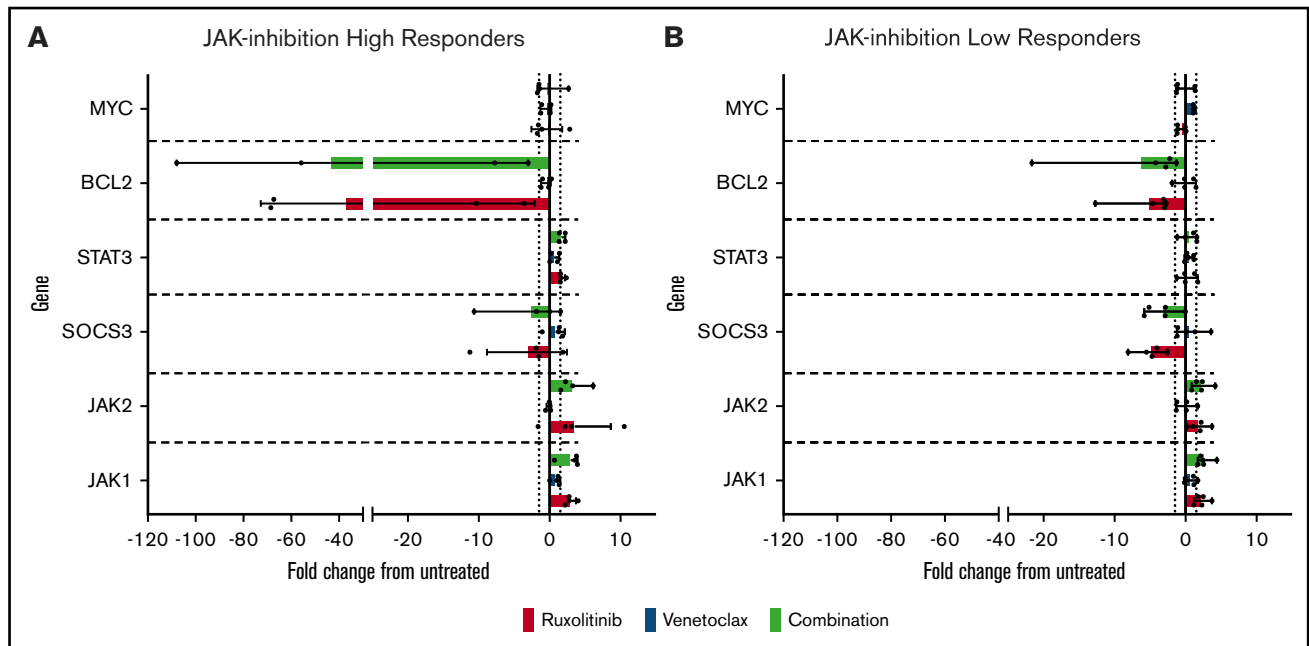 A
JAK-inhibition High Responders
Gene
MYC
BCL2
STAT3
SOCS3
JAK2
JAK1
-120 -100 -80 -60 -40 -20 -10 0 10
Fold change from untreated
B
JAK-inhibition Low Responders
Gene
MYC
BCL2
STAT3
SOCS3
JAK2
JAK1
-120 -100 -80 -60 -40 -20 -10 0 10
Fold change from untreated
Ruxolitinib Venetoclax Combination